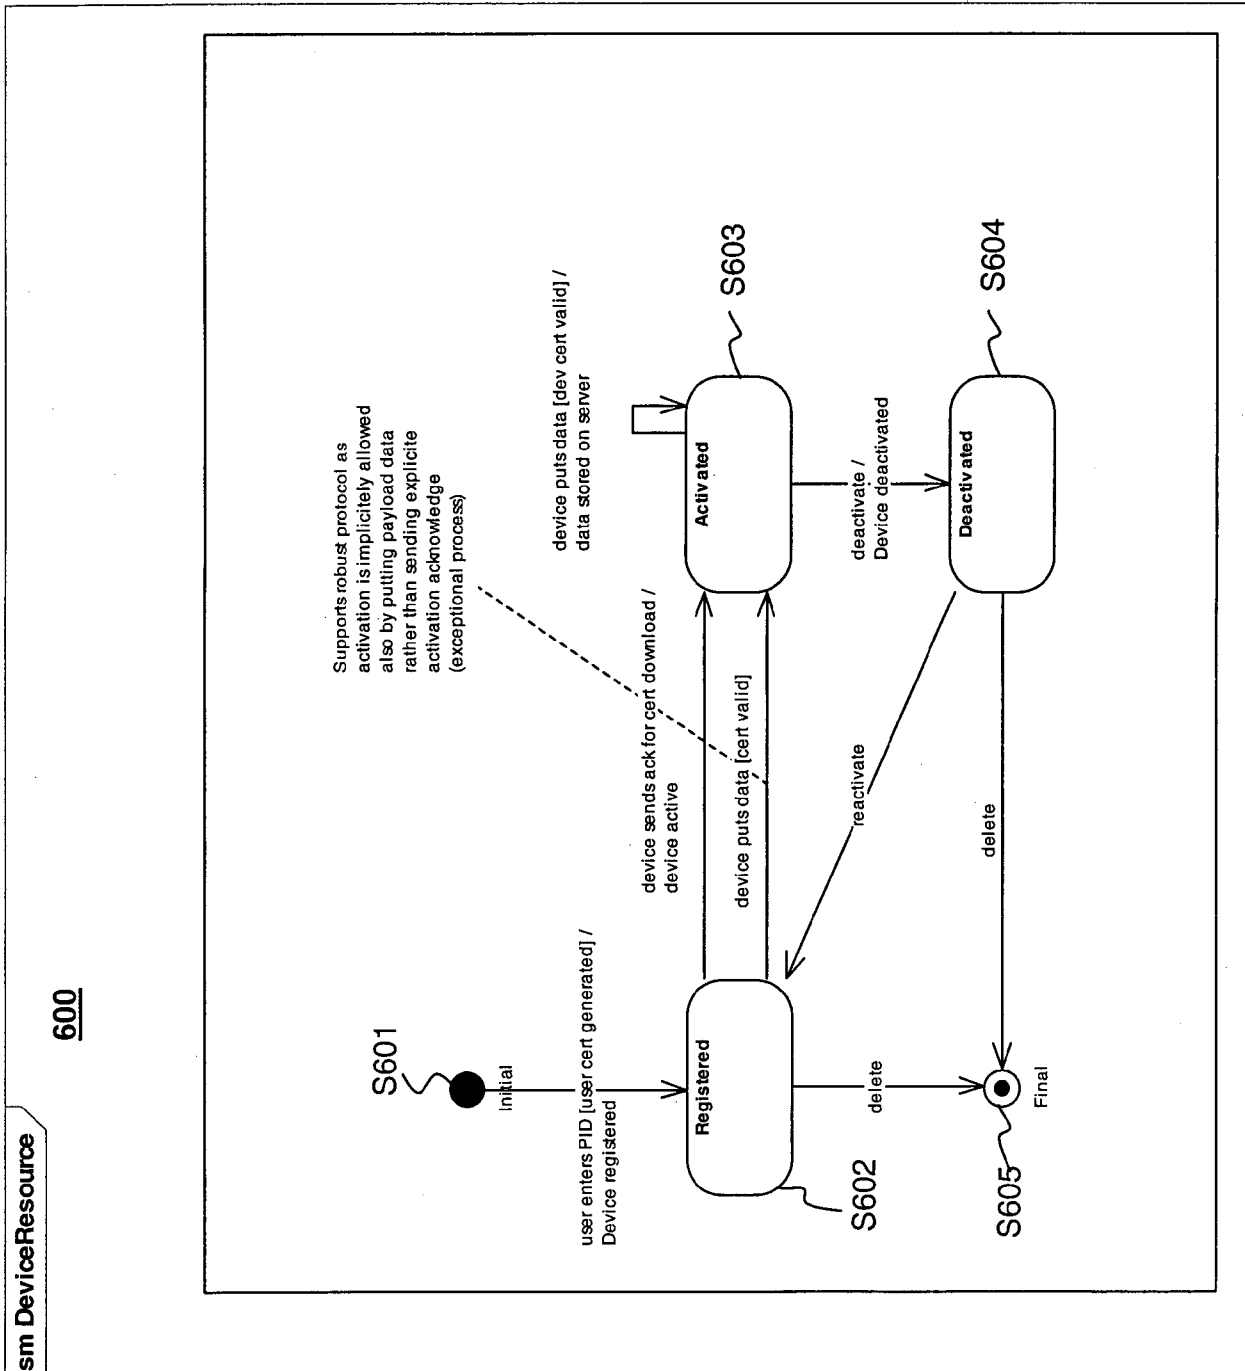 sm DeviceResource
600
S601
Initial
user enters PID [user cert generated] /
Device registered
Registered
S602
delete
S605
Final
Supports robust protocol as
activation is implicitely allowed
also by putting payload data
rather than sending explicite
activation acknowledge
(exceptional process)
device sends ack for cert download /
device active
device puts data [cert valid]
reactivate
delete
device puts data [dev cert valid] /
data stored on server
Activated
S603
deactivate /
Device deactivated
Deactivated
S604